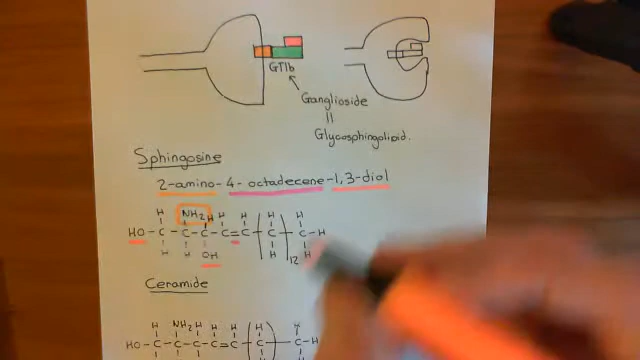 GT1b
Ganglioside
=
Glycosphingolipid.
Sphingosine
2-amino-4-octadecene-1,3-diol
H NH₂ H H H H H
HO-C-C-C-C=C-C-C-H
H H OH H 12 H
Ceramide
H NH₂ H H H H H
HO-C-C-C-C=C-C-C-H